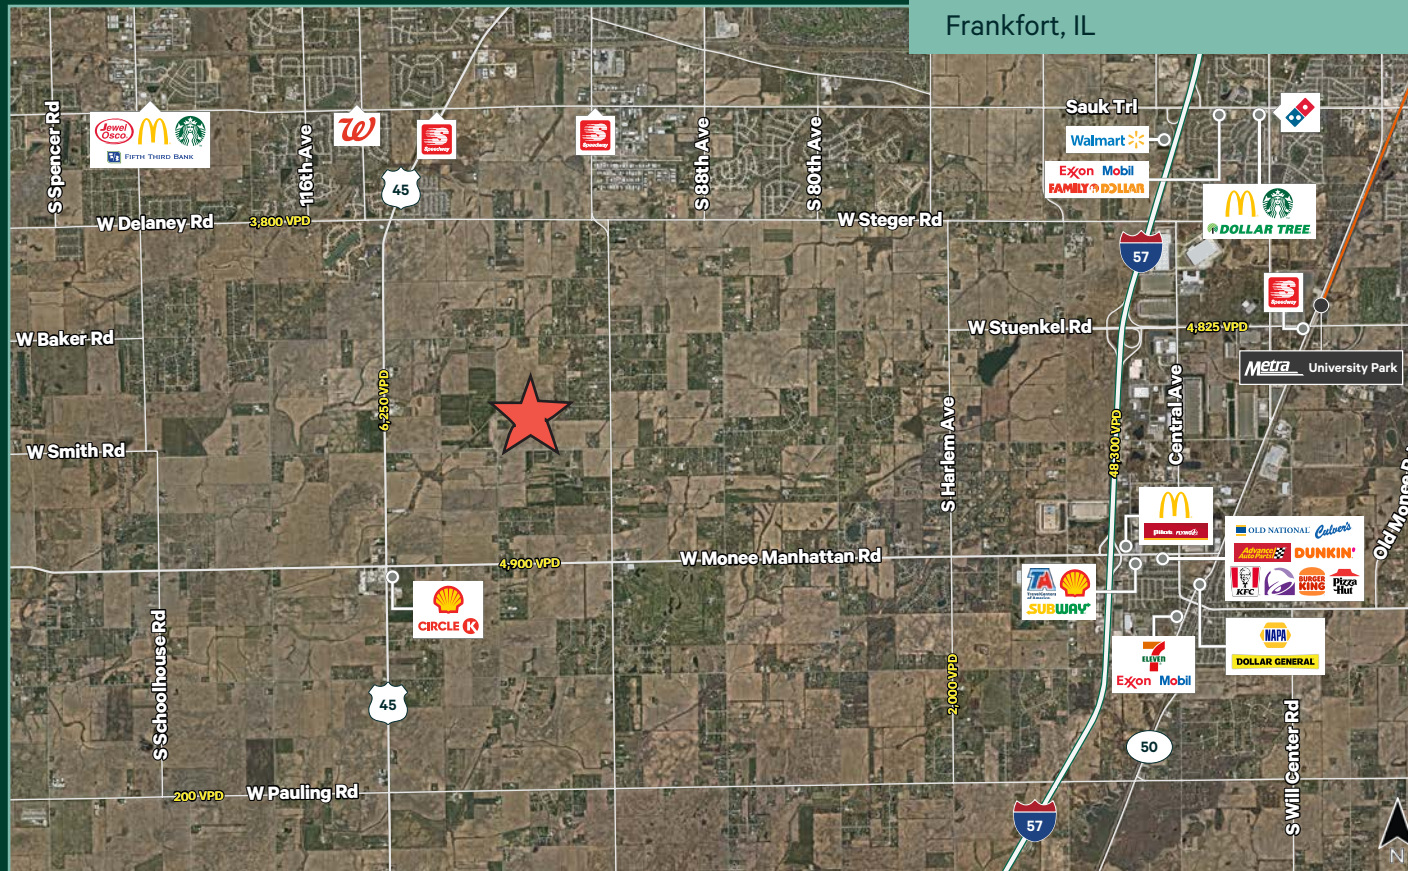 Frankfort, IL
Sauk Trl
S Spencer Rd
Jewel
Osco
FIFTH THIRD BANK
116th Ave
W
S
Speedway
S
Speedway
S 88th Ave
S 80th Ave
Walmart
Exxon Mobil
FAMILY DOLLAR
DOLLAR TREE
45
W Delaney Rd
3,800 VPD
W Steger Rd
57
S
Speedway
W Baker Rd
W Stuenkel Rd
4,825 VPD
Metra University Park
6,250 VPD
W Smith Rd
S Harlem Ave
48,300 VPD
Central Ave
Old Monee
Pilot FLYING J
OLD NATIONAL Culver's
Advance
Auto Parts DUNKIN'
KFC
BURGER
KING
Pizza
Hut
4,900 VPD
W Monee Manhattan Rd
TA
TravelCenters
of America
SUBWAY
CIRCLE K
S Schoolhouse Rd
7
ELEVEN
Exxon Mobil
NAPA
DOLLAR GENERAL
2,000 VPD
45
50
S Will Center Rd
200 VPD
W Pauling Rd
57
N